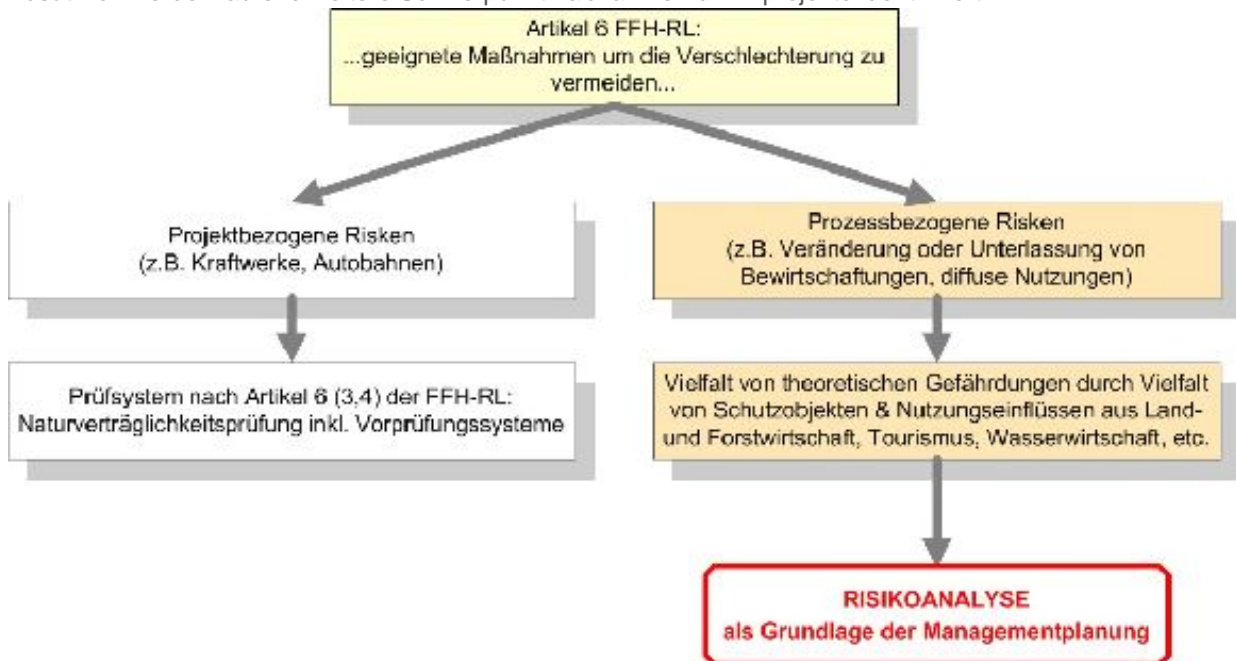 Artikel 6 FFH-RL:
...geeignete Maßnahmen um die Verschlechterung zu
vermeiden...
Projektbezogene Risken
(z.B. Kraftwerke, Autobahnen)
Prozessbezogene Risken
(z.B. Veränderung oder Unterlassung von
Bewirtschaftungen, diffuse Nutzungen)
Prüfsystem nach Artikel 6 (3,4) der FFH-RL:
Naturverträglichkeitsprüfung inkl. Vorprüfungssysteme
Vielfalt von theoretischen Gefährdungen durch Vielfalt
von Schutzobjekten & Nutzungseinflüssen aus Land-
und Forstwirtschaft, Tourismus, Wasserwirtschaft, etc.
RISIKOANALYSE
als Grundlage der Managementplanung